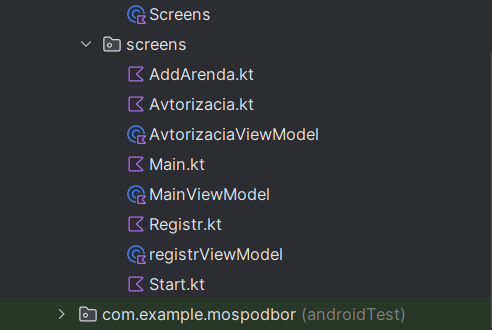 Screens
screens
AddArenda.kt
Avtorizacia.kt
AvtorizaciaViewModel
Main.kt
MainViewModel
Registr.kt
registrViewModel
Start.kt
com.example.mospodbor (androidTest)